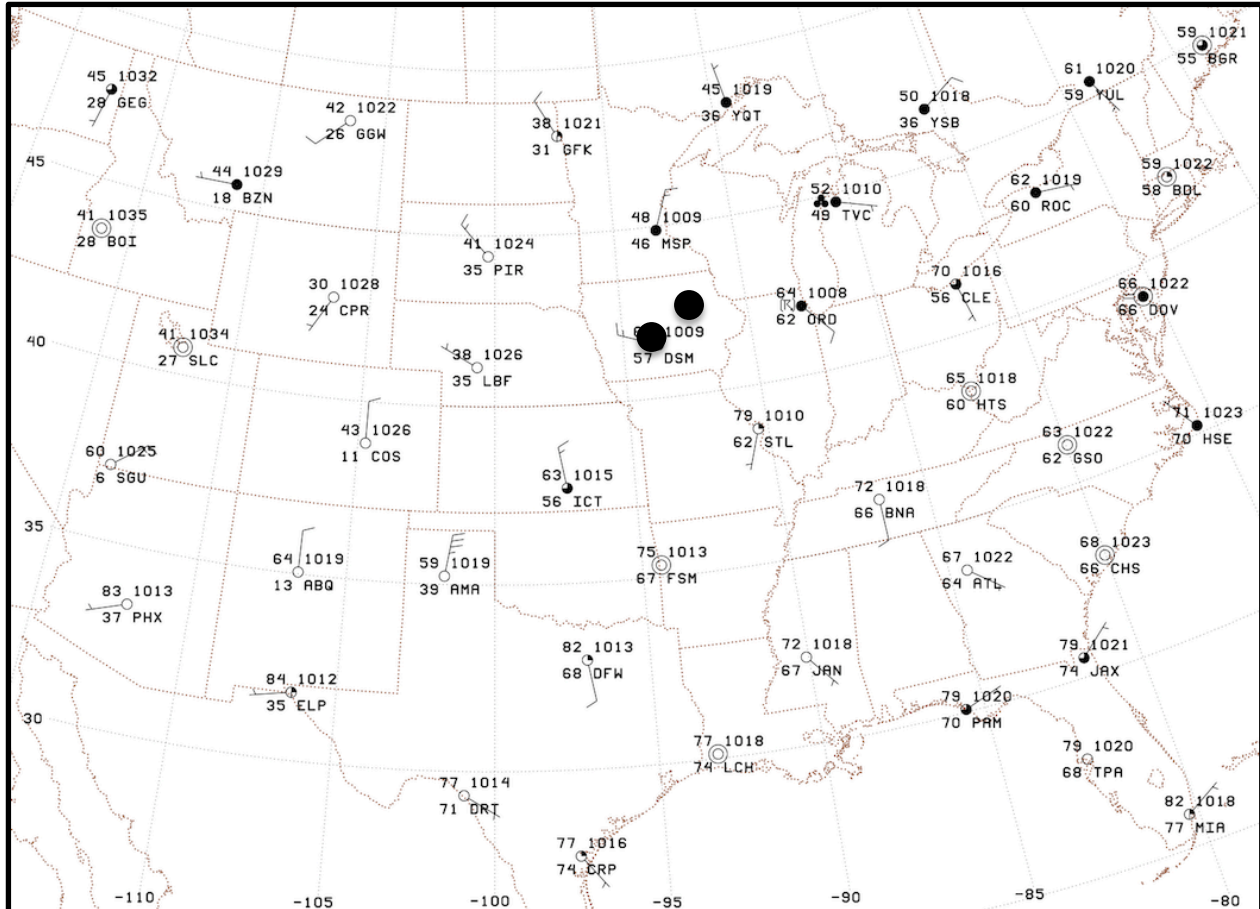 59 1021
55 BGR
61 1020
59 YUL
45 1032
28 GEG
42 1022
26 GGW
38 1021
31 GFK
45 1019
36 YQT
50 1018
36 YSB
45
44 1029
18 BZN
59 1022
58 BDL
62 1019
60 ROC
52 1010
49 TVC
41 1035
28 BOI
48 1009
46 MSP
41 1024
35 PIR
70 1016
56 CLE
66 1022
66 DOV
30 1028
24 CPR
64 1008
[R] 62 ORD
40
41 1034
27 SLC
1009
57 DSM
38 1026
35 LBF
65 1018
60 HTS
71 1023
70 HSE
43 1026
11 COS
79 1010
62 STL
63 1022
62 GSO
60 1025
6 SGU
63 1015
56 ICT
72 1018
66 BNA
35
64 1019
13 ABQ
59 1019
39 AMA
75 1013
67 FSM
67 1022
64 ATL
68 1023
66 CHS
83 1013
37 PHX
82 1013
68 DFW
72 1018
67 JAN
79 1021
74 JAX
84 1012
35 ELP
79 1020
70 PAM
30
77 1018
74 LCH
79 1020
68 TPA
77 1014
71 DRT
82 1018
77 MIA
77 1016
74 CRP
-110 -105 -100 -95 -90 -85 -80